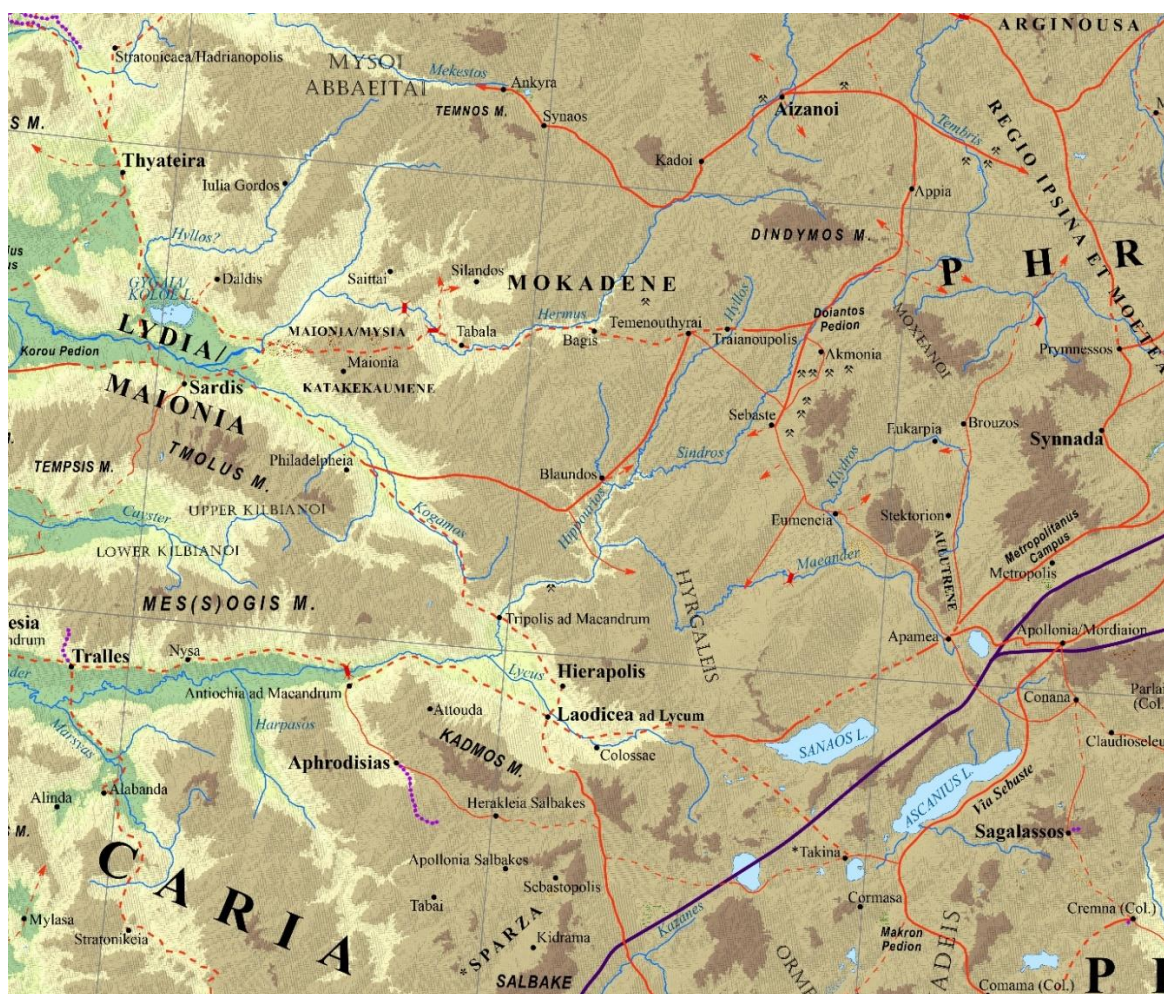 ARGINOUSA
Stratonicaea/Hadrianopolis
MYSOI
ABBAEITAI
Mekestos
Ankyra
TEMNOS M.
Synaos
Aizanoi
Tembris
REGIO IPSINA ET MOETEA
S M.
Thyateira
Iulia Gordos
Kadoi
Appia
Hyllos?
DINDYMOS M.
Daldis
Saittai
Silandos
MOKADENE
P H R
GYGAIA/
KOLOE L.
LYDIA/
MAIONIA/MYSIA
Tabala
Hermus
Bagis
Temenouthyrai
Hyllos
Traianoupolis
Doiantos
Pedion
MOXEANOI
Korou Pedion
Maionia
KATAKEKAUMENE
Akmonia
Prymnessos
Sardis
MAIONIA
Sebaste
Eukarpia
Brouzos
Synnada
TEMPSIS M.
TMOLUS M.
Philadelpheia
Blaundos
Sindros
Klydros
Cayster
UPPER KILBIANOI
Kogamos
Hippourios
Eumeneia
Stektorion
LOWER KILBIANOI
Maeander
AULUTRENE
Metropolitanus
Campus
Metropolis
MES(S)OGIS M.
HYRGALEIS
esia
andrum
Tripolis ad Maeandrum
Apamea
Apollonia/Mordiaion
Tralles
Nysa
Lycus
Hierapolis
Antiochia ad Maeandrum
Conana
Parla
(Col.)
Marsyas
Harpasos
Attouda
Laodicea ad Lycum
KADMOS M.
Colossae
SANAOS L.
Claudioseleu
Aphrodisias
Alinda
Alabanda
Herakleia Salbakes
ASCANIUS L.
Via Sebaste
Sagalassos
S M.
CARIA
Apollonia Salbakes
Sebastopolis
*Takina
Tabai
Cormasa
Mylasa
Stratonikeia
*SPARZA
Kidrama
Kazanes
Makron
Pedion
ADEIS
Cremna (Col.)
SALBAKE
ORME
Comama (Col.)
P I